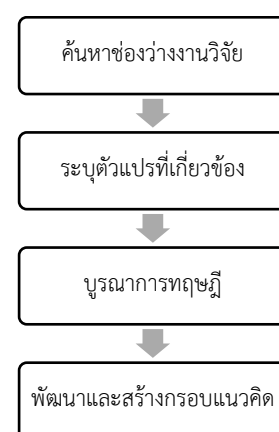 ค้นหาช่องว่างงานวิจัย
ระบุตัวแปรที่เกี่ยวข้อง
บูรณาการทฤษฎี
พัฒนาและสร้างกรอบแนวคิด